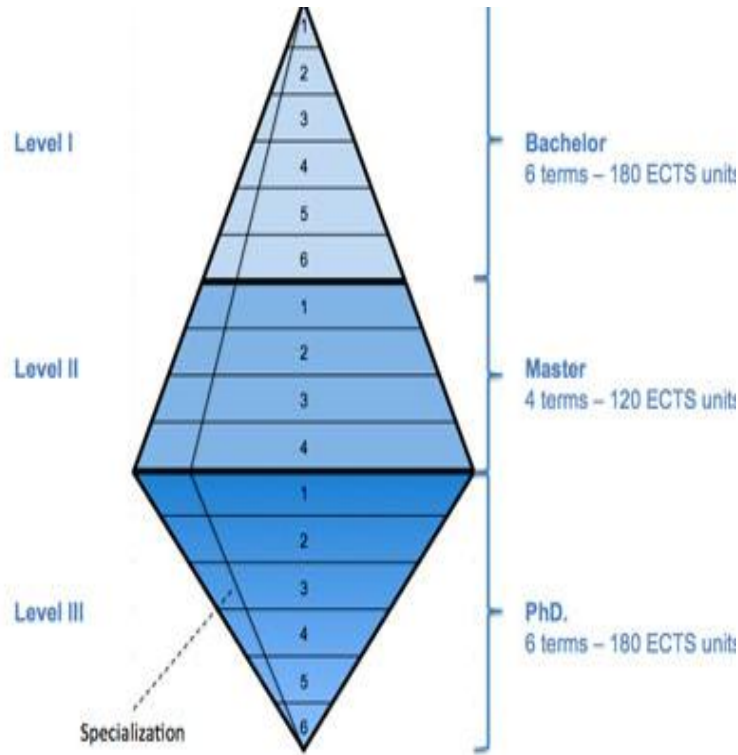 1
2
3
Level I
Bachelor
6 terms – 180 ECTS units
4
5
6
1
2
Level II
Master
4 terms – 120 ECTS units
3
4
1
2
3
Level III
PhD.
6 terms – 180 ECTS units
4
5
6
Specialization